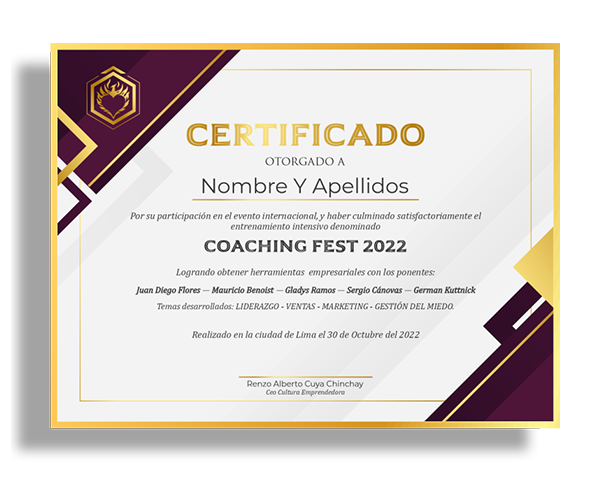 CERTIFICADO
OTORGADO A
Nombre Y Apellidos
Por su participación en el evento internacional, y haber culminado satisfactoriamente el
entrenamiento intensivo denominado
COACHING FEST 2022
Logrando obtener herramientas empresariales con los ponentes:
Juan Diego Flores — Mauricio Benoist — Gladys Ramos — Sergio Cánovas — German Kuttnick
Temas desarrollados: LIDERAZGO - VENTAS - MARKETING - GESTIÓN DEL MIEDO.
Realizado en la ciudad de Lima el 30 de Octubre del 2022
Renzo Alberto Cuya Chinchay
Ceo Cultura Emprendedora